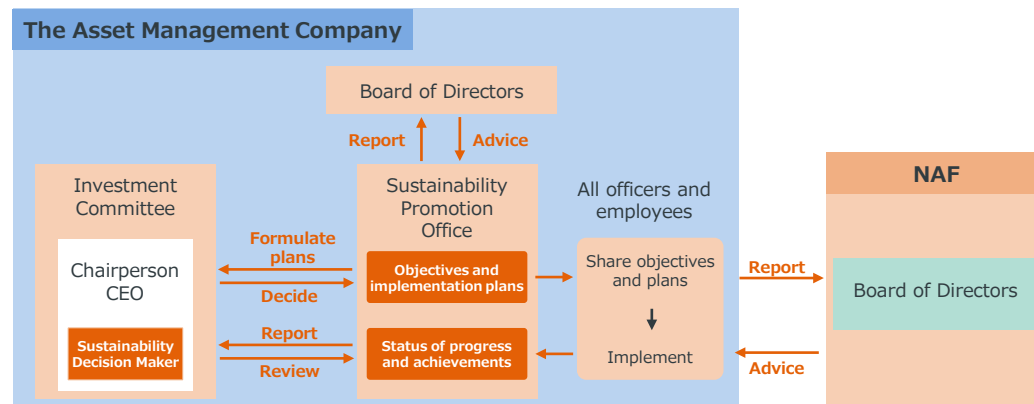 The Asset Management Company
Board of Directors
Report
Advice
Investment
Committee
Chairperson
CEO
Sustainability
Decision Maker
Formulate
plans
Decide
Report
Review
Sustainability
Promotion
Office
Objectives and
implementation plans
Status of progress
and achievements
All officers and
employees
Share objectives
and plans
Implement
Report
Advice
NAF
Board of Directors